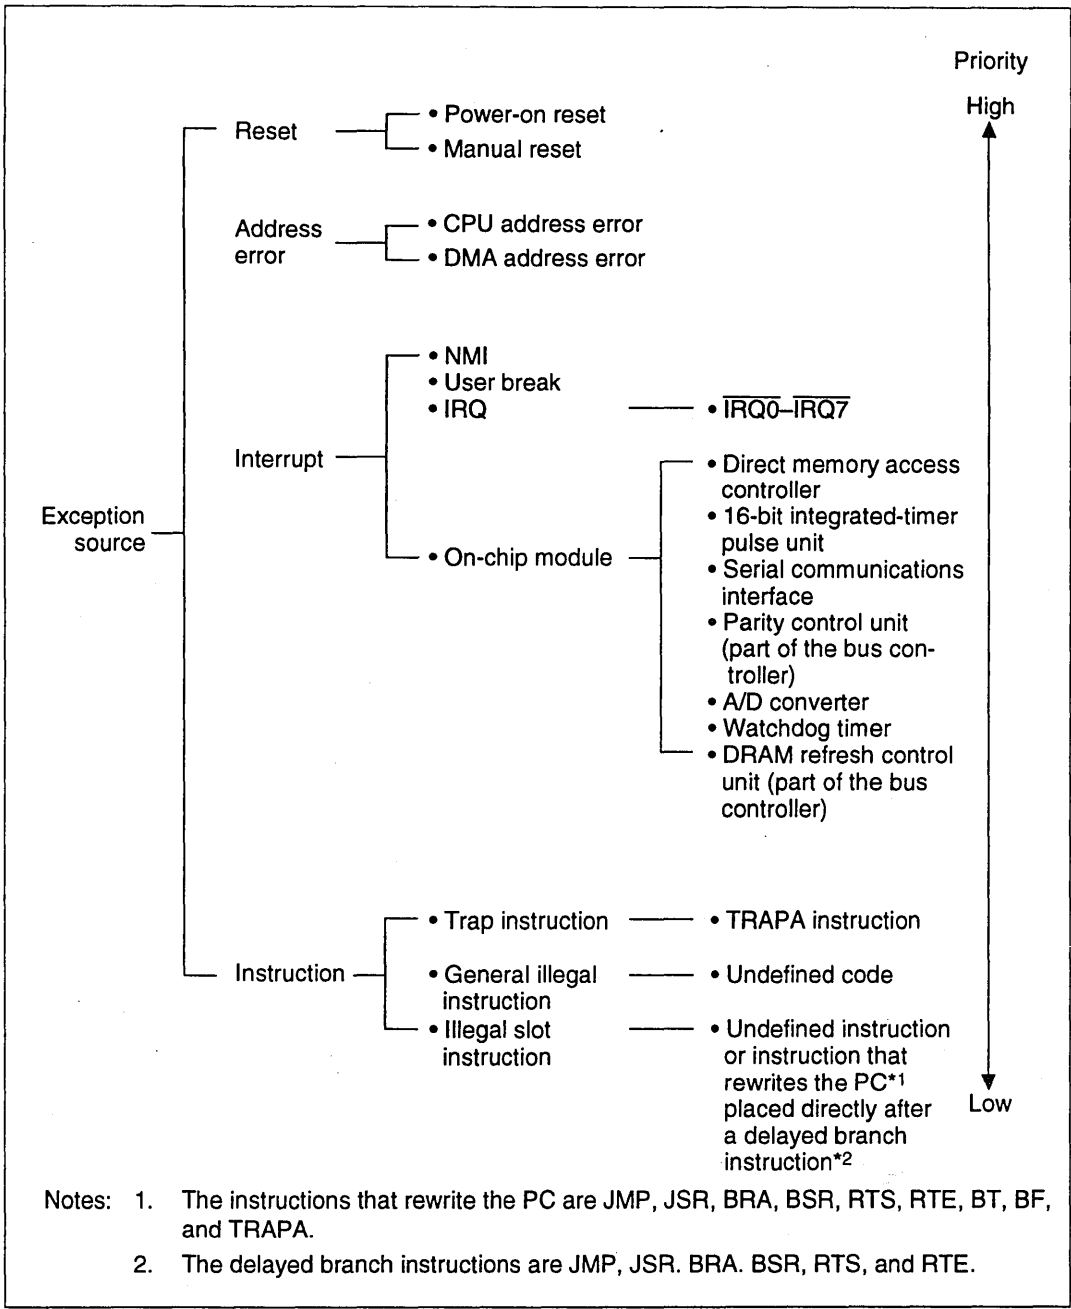 Priority
High
Reset
• Power-on reset
• Manual reset
Address
error
• CPU address error
• DMA address error
Interrupt
• NMI
• User break
• IRQ
• IRQ0–IRQ7
Exception
source
• On-chip module
• Direct memory access
controller
• 16-bit integrated-timer
pulse unit
• Serial communications
interface
• Parity control unit
(part of the bus con-
troller)
• A/D converter
• Watchdog timer
• DRAM refresh control
unit (part of the bus
controller)
Instruction
• Trap instruction
• TRAPA instruction
• General illegal
instruction
• Undefined code
• Illegal slot
instruction
• Undefined instruction
or instruction that
rewrites the PC*1
placed directly after
a delayed branch
instruction*2
Low
Notes: 1. The instructions that rewrite the PC are JMP, JSR, BRA, BSR, RTS, RTE, BT, BF,
and TRAPA.
2. The delayed branch instructions are JMP, JSR. BRA. BSR, RTS, and RTE.